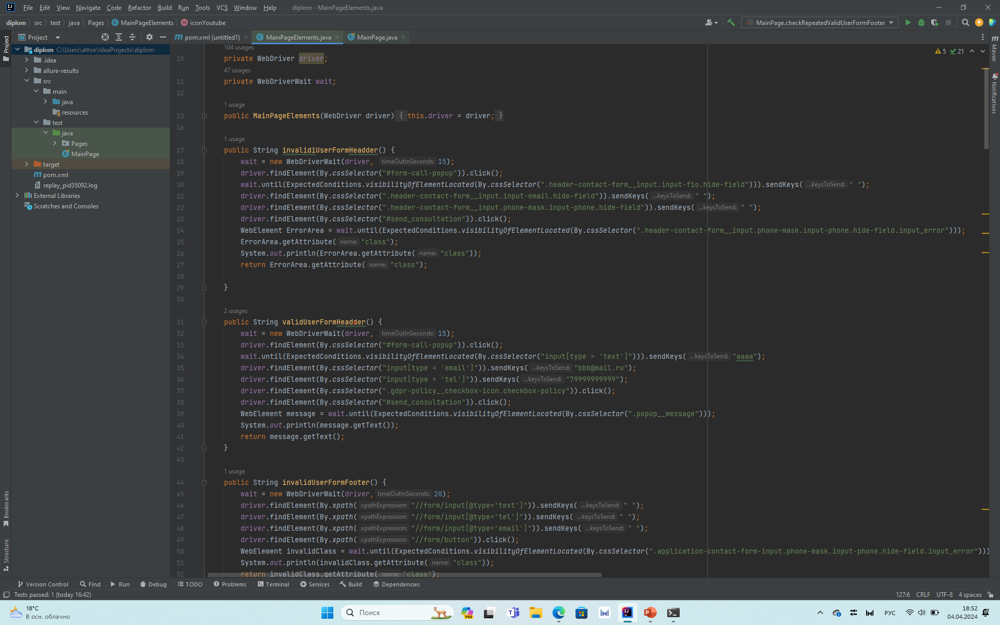 File Edit View Navigate Code Refactor Build Run Tools VCS Window Help diplom - MainPageElements.java
diplom src test java Pages MainPageElements iconYoutube MainPage.checkRepeatedValidUserFormFooter
Project pom.xml (untitled1) MainPageElements.java MainPage.java
Project
diplom C:\Users\athre\IdeaProjects\diplom
.idea
allure-results
src
main
java
resources
test
java
Pages
MainPage
target
pom.xml
replay_pid35092.log
External Libraries
Scratches and Consoles
Bookmarks
Structure
Maven
Notifications
5 21
104 usages
10 private WebDriver driver;
47 usages
11 private WebDriverWait wait;
12
1 usage
13 public MainPageElements(WebDriver driver) { this.driver = driver; }
16
1 usage
17 public String invalidiUserFormHeadder() {
18 wait = new WebDriverWait(driver, timeOutInSeconds: 15);
19 driver.findElement(By.cssSelector("#form-call-popup")).click();
20 wait.until(ExpectedConditions.visibilityOfElementLocated(By.cssSelector(".header-contact-form__input.input-fio.hide-field"))).sendKeys( ...keysToSend: " ");
21 driver.findElement(By.cssSelector(".header-contact-form__input.input-email.hide-field")).sendKeys( ...keysToSend: " ");
22 driver.findElement(By.cssSelector(".header-contact-form__input.phone-mask.input-phone.hide-field")).sendKeys( ...keysToSend: " ");
23 driver.findElement(By.cssSelector("#send_consultation")).click();
24 WebElement ErrorArea = wait.until(ExpectedConditions.visibilityOfElementLocated(By.cssSelector(".header-contact-form__input.phone-mask.input-phone.hide-field.input_error")));
25 ErrorArea.getAttribute( name: "class");
26 System.out.println(ErrorArea.getAttribute( name: "class"));
27 return ErrorArea.getAttribute( name: "class");
28
29 }
30
2 usages
31 public String validUserFormHeadder() {
32 wait = new WebDriverWait(driver, timeOutInSeconds: 15);
33 driver.findElement(By.cssSelector("#form-call-popup")).click();
34 wait.until(ExpectedConditions.visibilityOfElementLocated(By.cssSelector("input[type = 'text']"))).sendKeys( ...keysToSend: "aaaa");
35 driver.findElement(By.cssSelector("input[type = 'email']")).sendKeys( ...keysToSend: "bbb@mail.ru");
36 driver.findElement(By.cssSelector("input[type = 'tel']")).sendKeys( ...keysToSend: "79999999999");
37 driver.findElement(By.cssSelector(".gdpr-policy__checkbox-icon.checkbox-policy")).click();
38 driver.findElement(By.cssSelector("#send_consultation")).click();
39 WebElement message = wait.until(ExpectedConditions.visibilityOfElementLocated(By.cssSelector(".popup__message")));
40 System.out.println(message.getText());
41 return message.getText();
42 }
43
1 usage
44 public String invalidUserFormFooter() {
45 wait = new WebDriverWait(driver, timeOutInSeconds: 20);
46 driver.findElement(By.xpath( xpathExpression: "//form/input[@type='text']")).sendKeys( ...keysToSend: " ");
47 driver.findElement(By.xpath( xpathExpression: "//form/input[@type='tel']")).sendKeys( ...keysToSend: " ");
48 driver.findElement(By.xpath( xpathExpression: "//form/input[@type='email']")).sendKeys( ...keysToSend: " ");
49 driver.findElement(By.xpath( xpathExpression: "//form/button")).click();
50 WebElement invalidClass = wait.until(ExpectedConditions.visibilityOfElementLocated(By.cssSelector(".application-contact-form-input.phone-mask.input-phone.hide-field.input_error")))
51 System.out.println(invalidClass.getAttribute( name: "class"));
52 return invalidClass.getAttribute( name: "class");
Version Control Find Run Debug TODO Problems Terminal Services Build Dependencies
Tests passed: 1 (today 16:42) 127:6 CRLF UTF-8 4 spaces
18°C
В осн. облачно
Поиск
PRE
РУС
18:52
04.04.2024